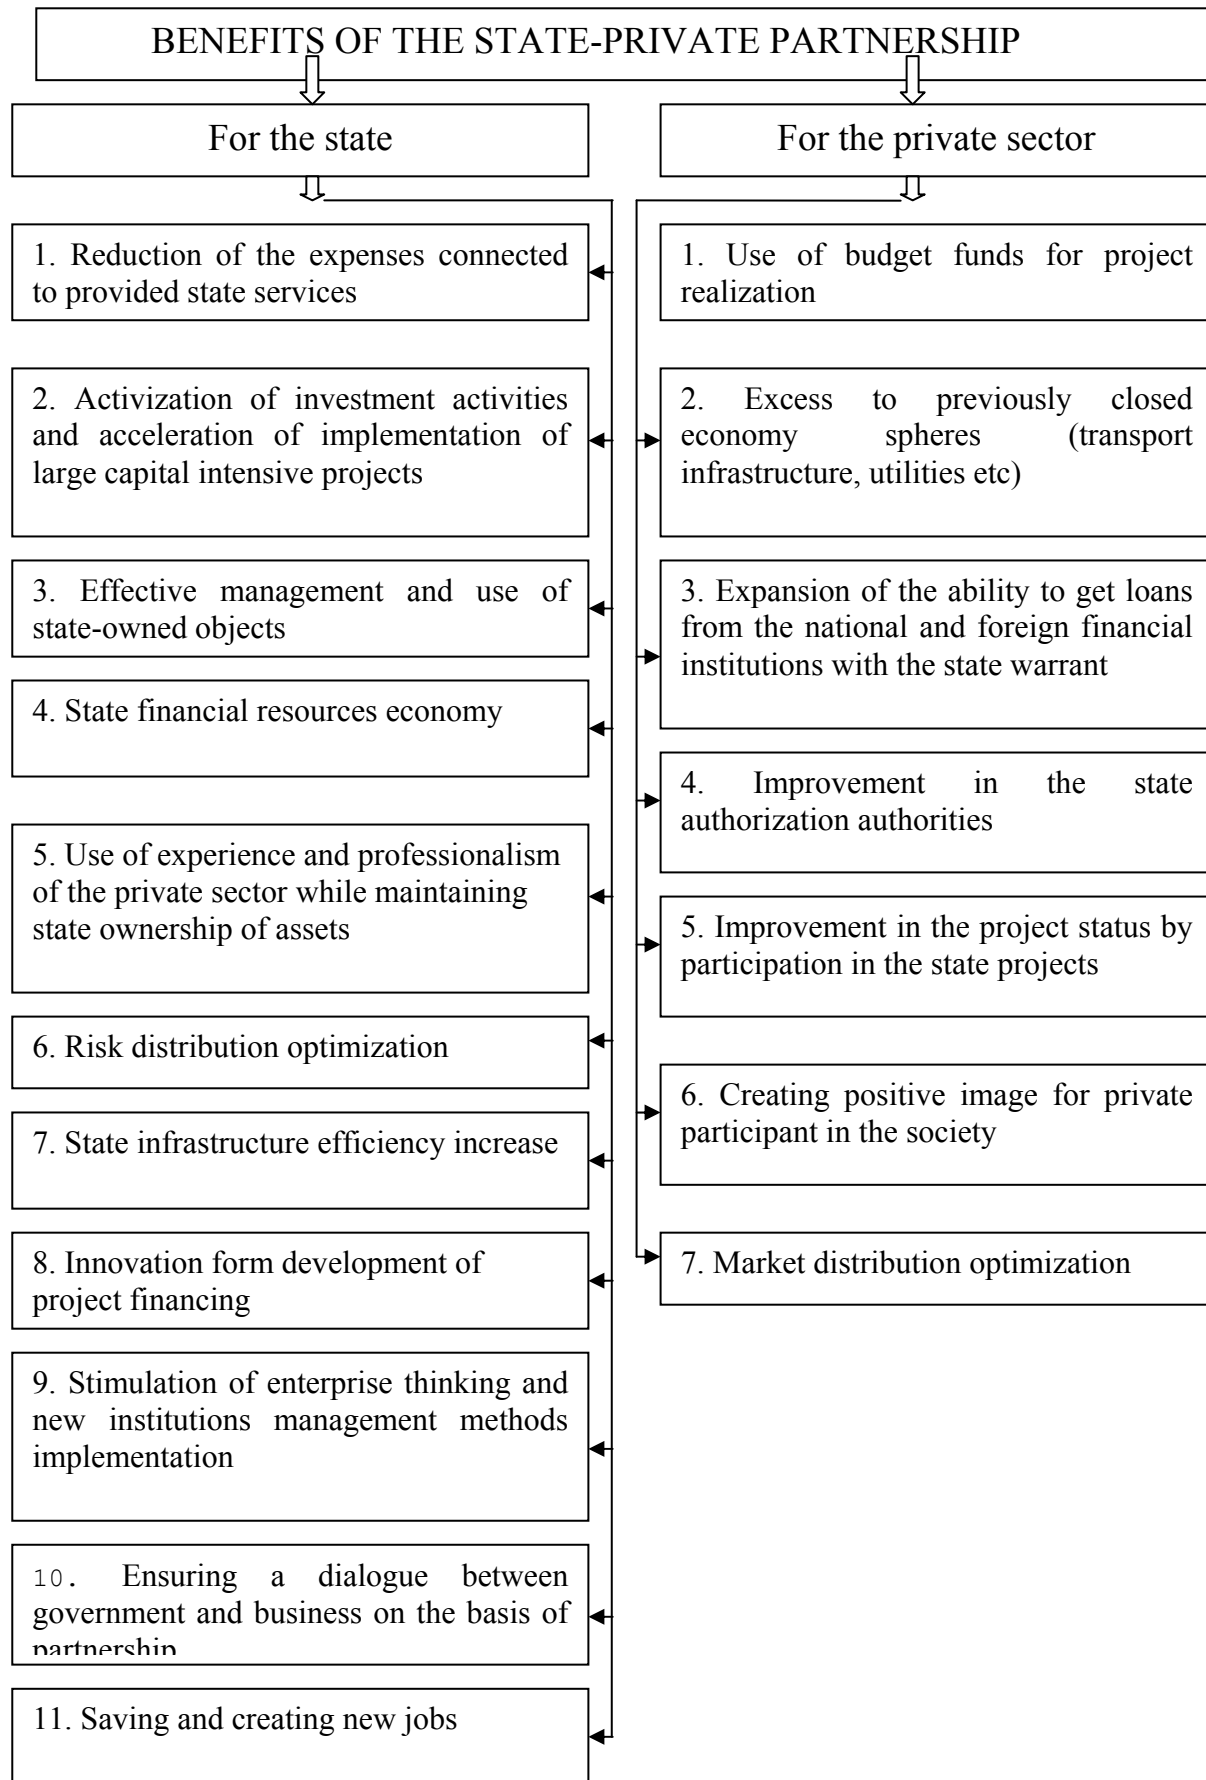 BENEFITS OF THE STATE-PRIVATE PARTNERSHIP
For the state
1. Reduction of the expenses connected
to provided state services
2. Activization of investment activities
and acceleration of implementation of
large capital intensive projects
3. Effective management and use of
state-owned objects
4. State financial resources economy
5. Use of experience and professionalism
of the private sector while maintaining
state ownership of assets
6. Risk distribution optimization
7. State infrastructure efficiency increase
8. Innovation form development of
project financing
9. Stimulation of enterprise thinking and
new institutions management methods
implementation
10. Ensuring a dialogue between
government and business on the basis of
partnership
11. Saving and creating new jobs
For the private sector
1. Use of budget funds for project
realization
2. Excess to previously closed
economy spheres (transport
infrastructure, utilities etc)
3. Expansion of the ability to get loans
from the national and foreign financial
institutions with the state warrant
4. Improvement in the state
authorization authorities
5. Improvement in the project status by
participation in the state projects
6. Creating positive image for private
participant in the society
7. Market distribution optimization